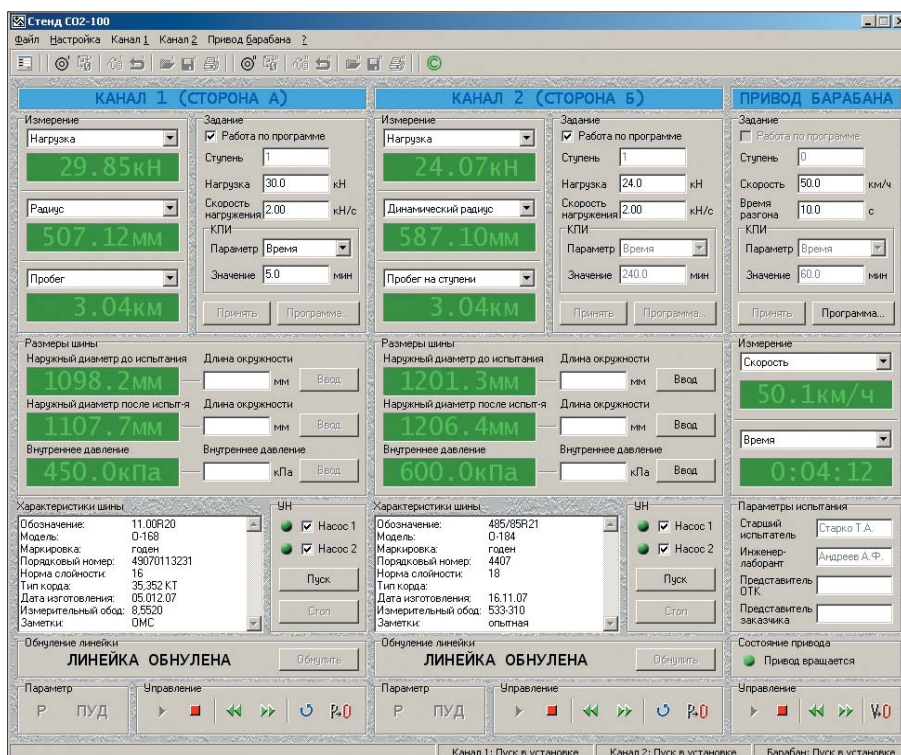 Стенд СО2-100
Файл Настройка Канал 1 Канал 2 Привод барабана ?
КАНАЛ 1 (СТОРОНА А)
Измерение
Нагрузка
29.85кН
Радиус
507.12мм
Пробег
3.04км
Задание
Работа по программе
Ступень 1
Нагрузка 30.0 кН
Скорость
нагружения 2.00 кН/с
КПИ
Параметр Время
Значение 5.0 мин
Принять Программа...
Размеры шины
Наружный диаметр до испытания Длина окружности
1098.2мм мм Ввод
Наружный диаметр после испыт-я Длина окружности
1107.7мм мм Ввод
Внутреннее давление Внутреннее давление
450.0кПа кПа Ввод
Характеристики шины
Обозначение: 11.00R20
Модель: О-168
Маркировка: годен
Порядковый номер: 49070113231
Норма слойности: 16
Тип корда: 35,352 КТ
Дата изготовления: 05.012.07
Измерительный обод: 8,5520
Заметки: ОМС
УН
Насос 1
Насос 2
Пуск
Стоп
Обнуление линейки
ЛИНЕЙКА ОБНУЛЕНА Обнулить
Параметр
Р ПУД
Управление
P→0
КАНАЛ 2 (СТОРОНА Б)
Измерение
Нагрузка
24.07кН
Динамический радиус
587.10мм
Пробег на ступени
3.04км
Задание
Работа по программе
Ступень 1
Нагрузка 24.0 кН
Скорость
нагружения 2.00 кН/с
КПИ
Параметр Время
Значение 240.0 мин
Принять Программа...
Размеры шины
Наружный диаметр до испытания Длина окружности
1201.3мм мм Ввод
Наружный диаметр после испыт-я Длина окружности
1206.4мм мм Ввод
Внутреннее давление Внутреннее давление
600.0кПа кПа Ввод
Характеристики шины
Обозначение: 485/85R21
Модель: О-184
Маркировка: годен
Порядковый номер: 4407
Норма слойности: 18
Тип корда:
Дата изготовления: 16.11.07
Измерительный обод: 533-310
Заметки: опытная
УН
Насос 1
Насос 2
Пуск
Стоп
Обнуление линейки
ЛИНЕЙКА ОБНУЛЕНА Обнулить
Параметр
Р ПУД
Управление
P→0
ПРИВОД БАРАБАНА
Задание
Работа по программе
Ступень 0
Скорость 50.0 км/ч
Время
разгона 10.0 с
КПИ
Параметр Время
Значение 60.0 мин
Принять Программа...
Измерение
Скорость
50.1км/ч
Время
0:04:12
Параметры испытания
Старший
испытатель Старко Т.А.
Инженер-
лаборант Андреев А.Ф.
Представитель
ОТК
Представитель
заказчика
Состояние привода
Привод вращается
Управление
V→0
Канал 1: Пуск в установке Канал 2: Пуск в установке Барабан: Пуск в установке